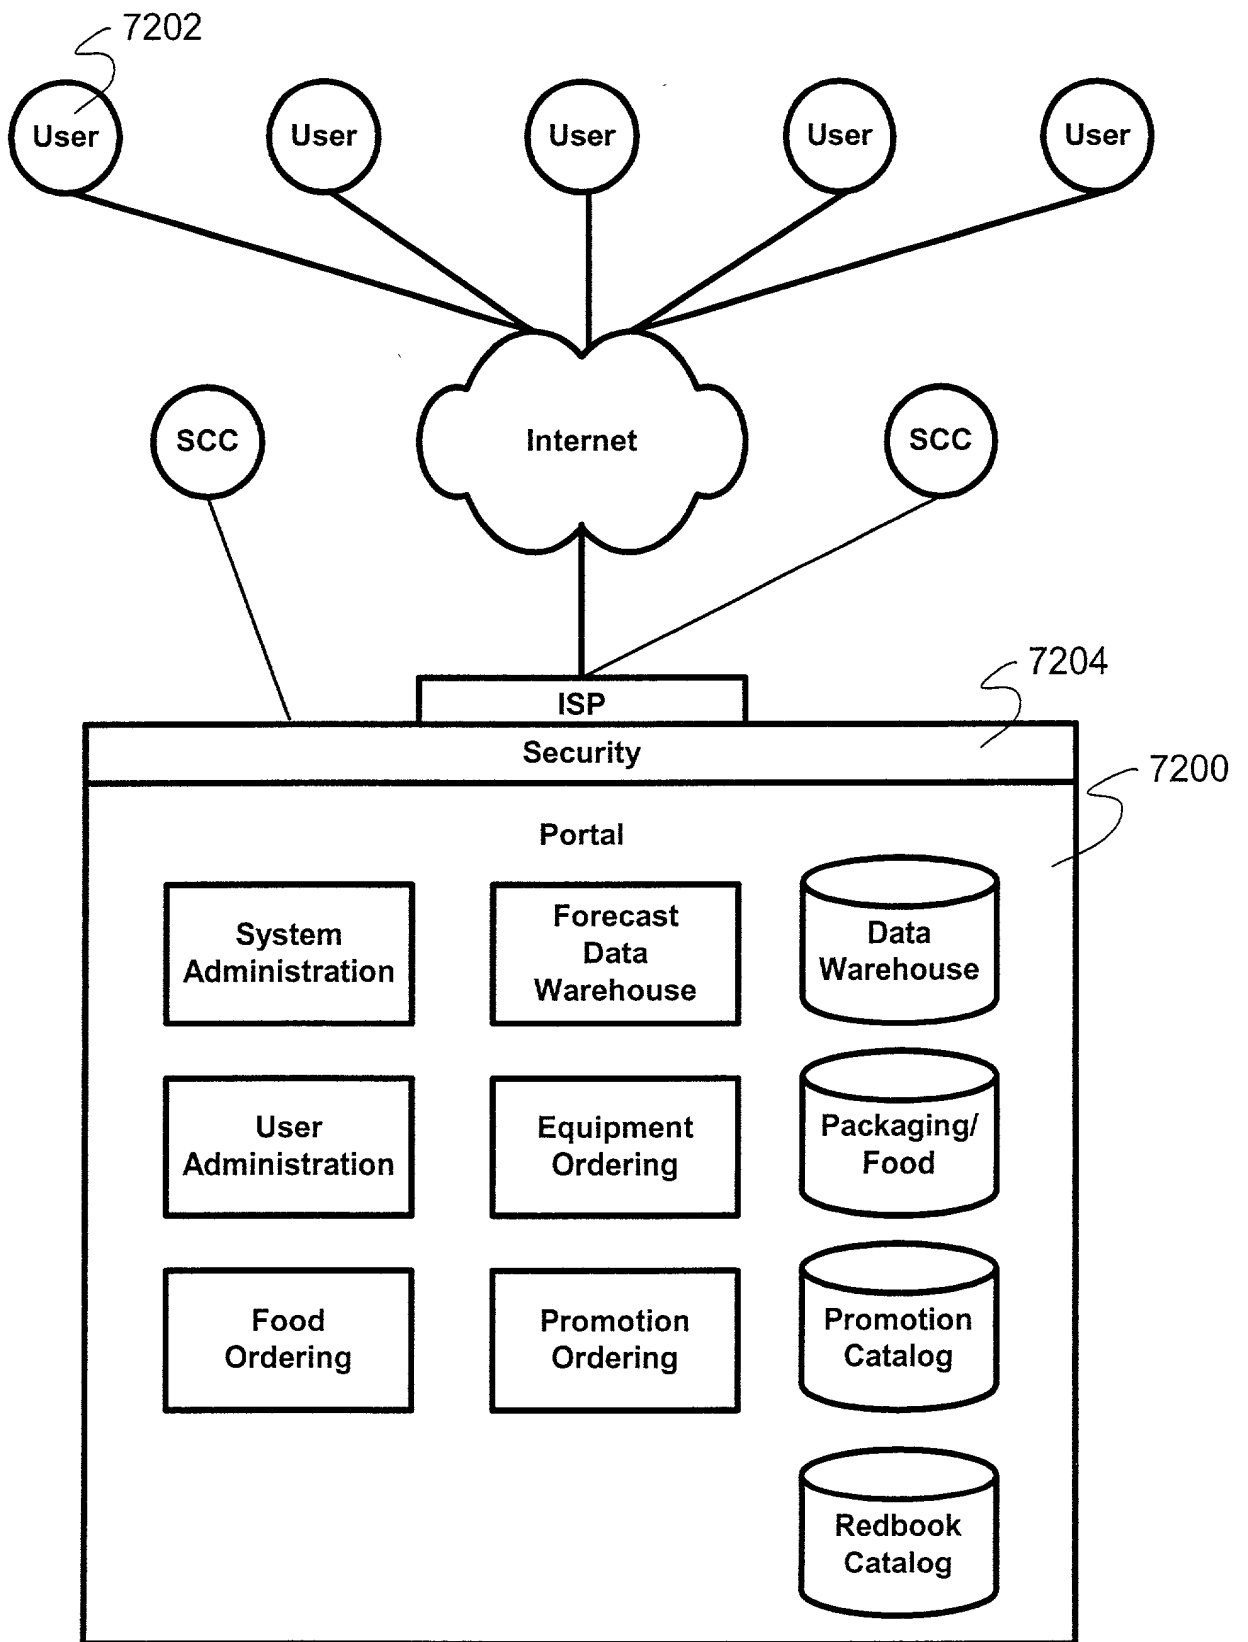 7202
User
User
User
User
User
SCC
Internet
SCC
7204
ISP
Security
7200
Portal
System
Administration
Forecast
Data
Warehouse
Data
Warehouse
User
Administration
Equipment
Ordering
Packaging/
Food
Food
Ordering
Promotion
Ordering
Promotion
Catalog
Redbook
Catalog